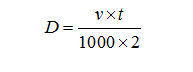 D = v×t / 1000×2